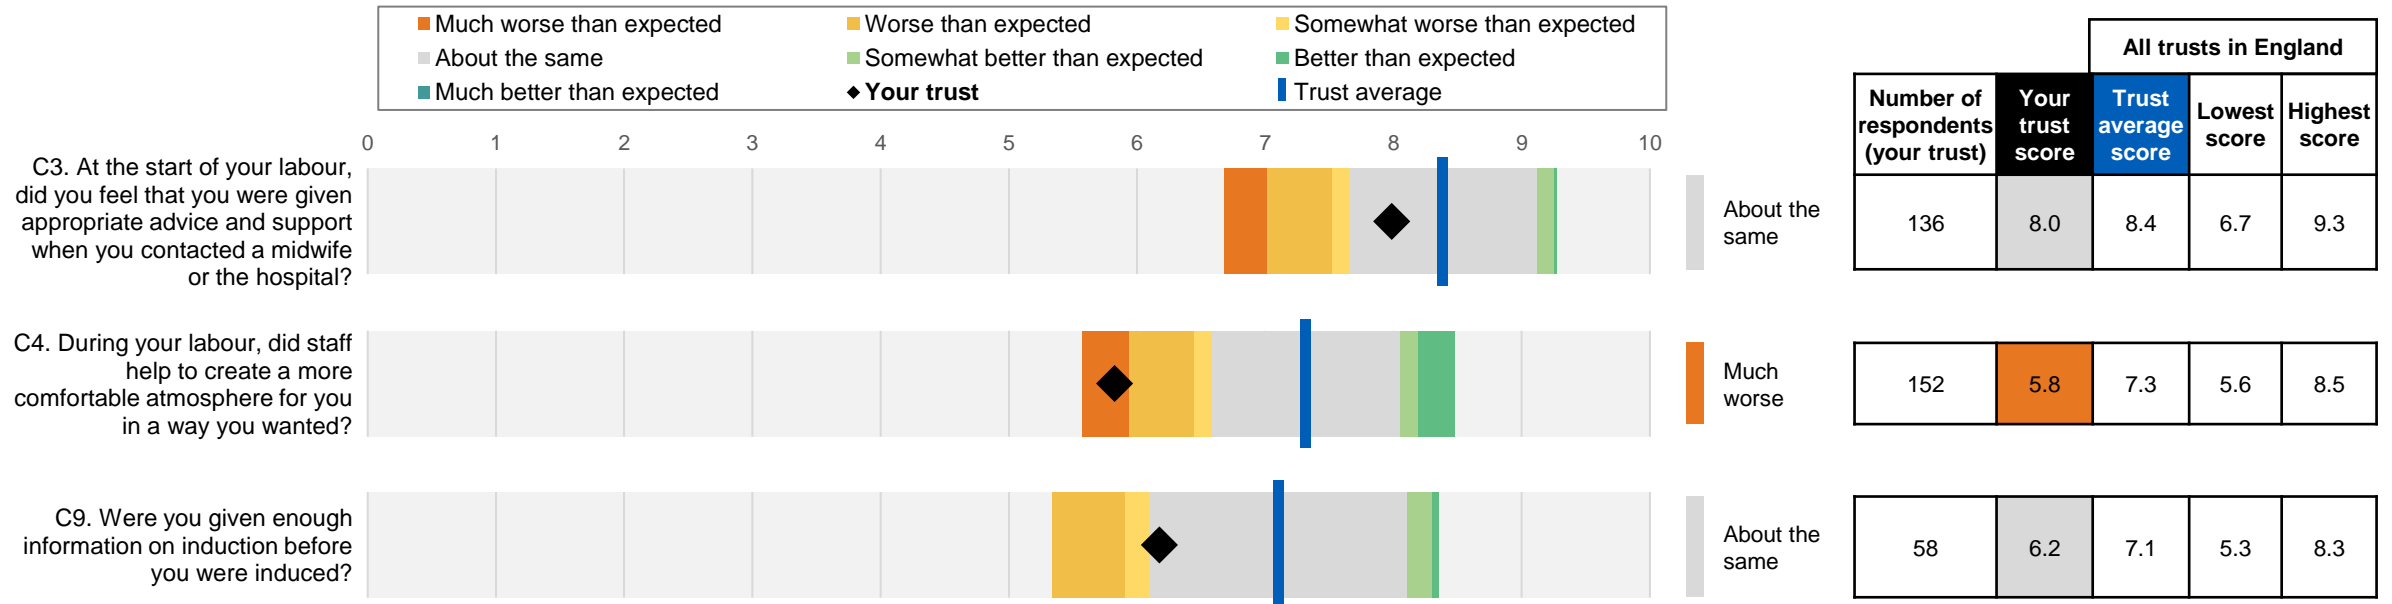 Much worse than expected
Worse than expected
Somewhat worse than expected
About the same
Somewhat better than expected
Better than expected
Much better than expected
Your trust
Trust average
All trusts in England
Number of
respondents
(your trust)
Your
trust
score
Trust
average
score
Lowest
score
Highest
score
0 1 2 3 4 5 6 7 8 9 10
C3. At the start of your labour,
did you feel that you were given
appropriate advice and support
when you contacted a midwife
or the hospital?
About the
same
136 8.0 8.4 6.7 9.3
C4. During your labour, did staff
help to create a more
comfortable atmosphere for you
in a way you wanted?
Much
worse
152 5.8 7.3 5.6 8.5
C9. Were you given enough
information on induction before
you were induced?
About the
same
58 6.2 7.1 5.3 8.3